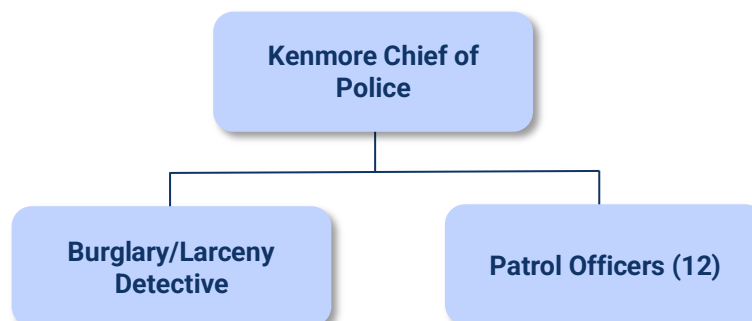 Kenmore Chief of
Police
Burglary/Larceny
Detective
Patrol Officers (12)